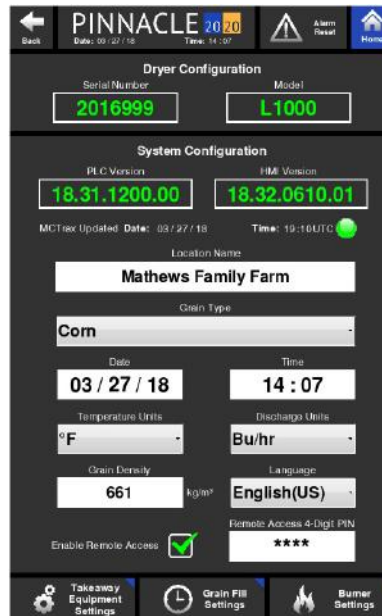 Back
PINNACLE 20 20
Date: 03/27/18 Time: 14:07
Alarm Reset
Home
Dryer Configuration
Serial Number Model
2016999 L1000
System Configuration
PLC Version HMI Version
18.31.1200.00 18.32.0610.01
MCTrax Updated Date: 03/27/18 Time: 19:10UTC
Location Name
Mathews Family Farm
Grain Type
Corn
Date Time
03 / 27 / 18 14 : 07
Temperature Units Discharge Units
°F Bu/hr
Grain Density Language
661 kg/m³ English(US)
Remote Access 4-Digit PIN
Enable Remote Access ****
Takeaway
Equipment
Settings
Grain Fill
Settings
Burner
Settings